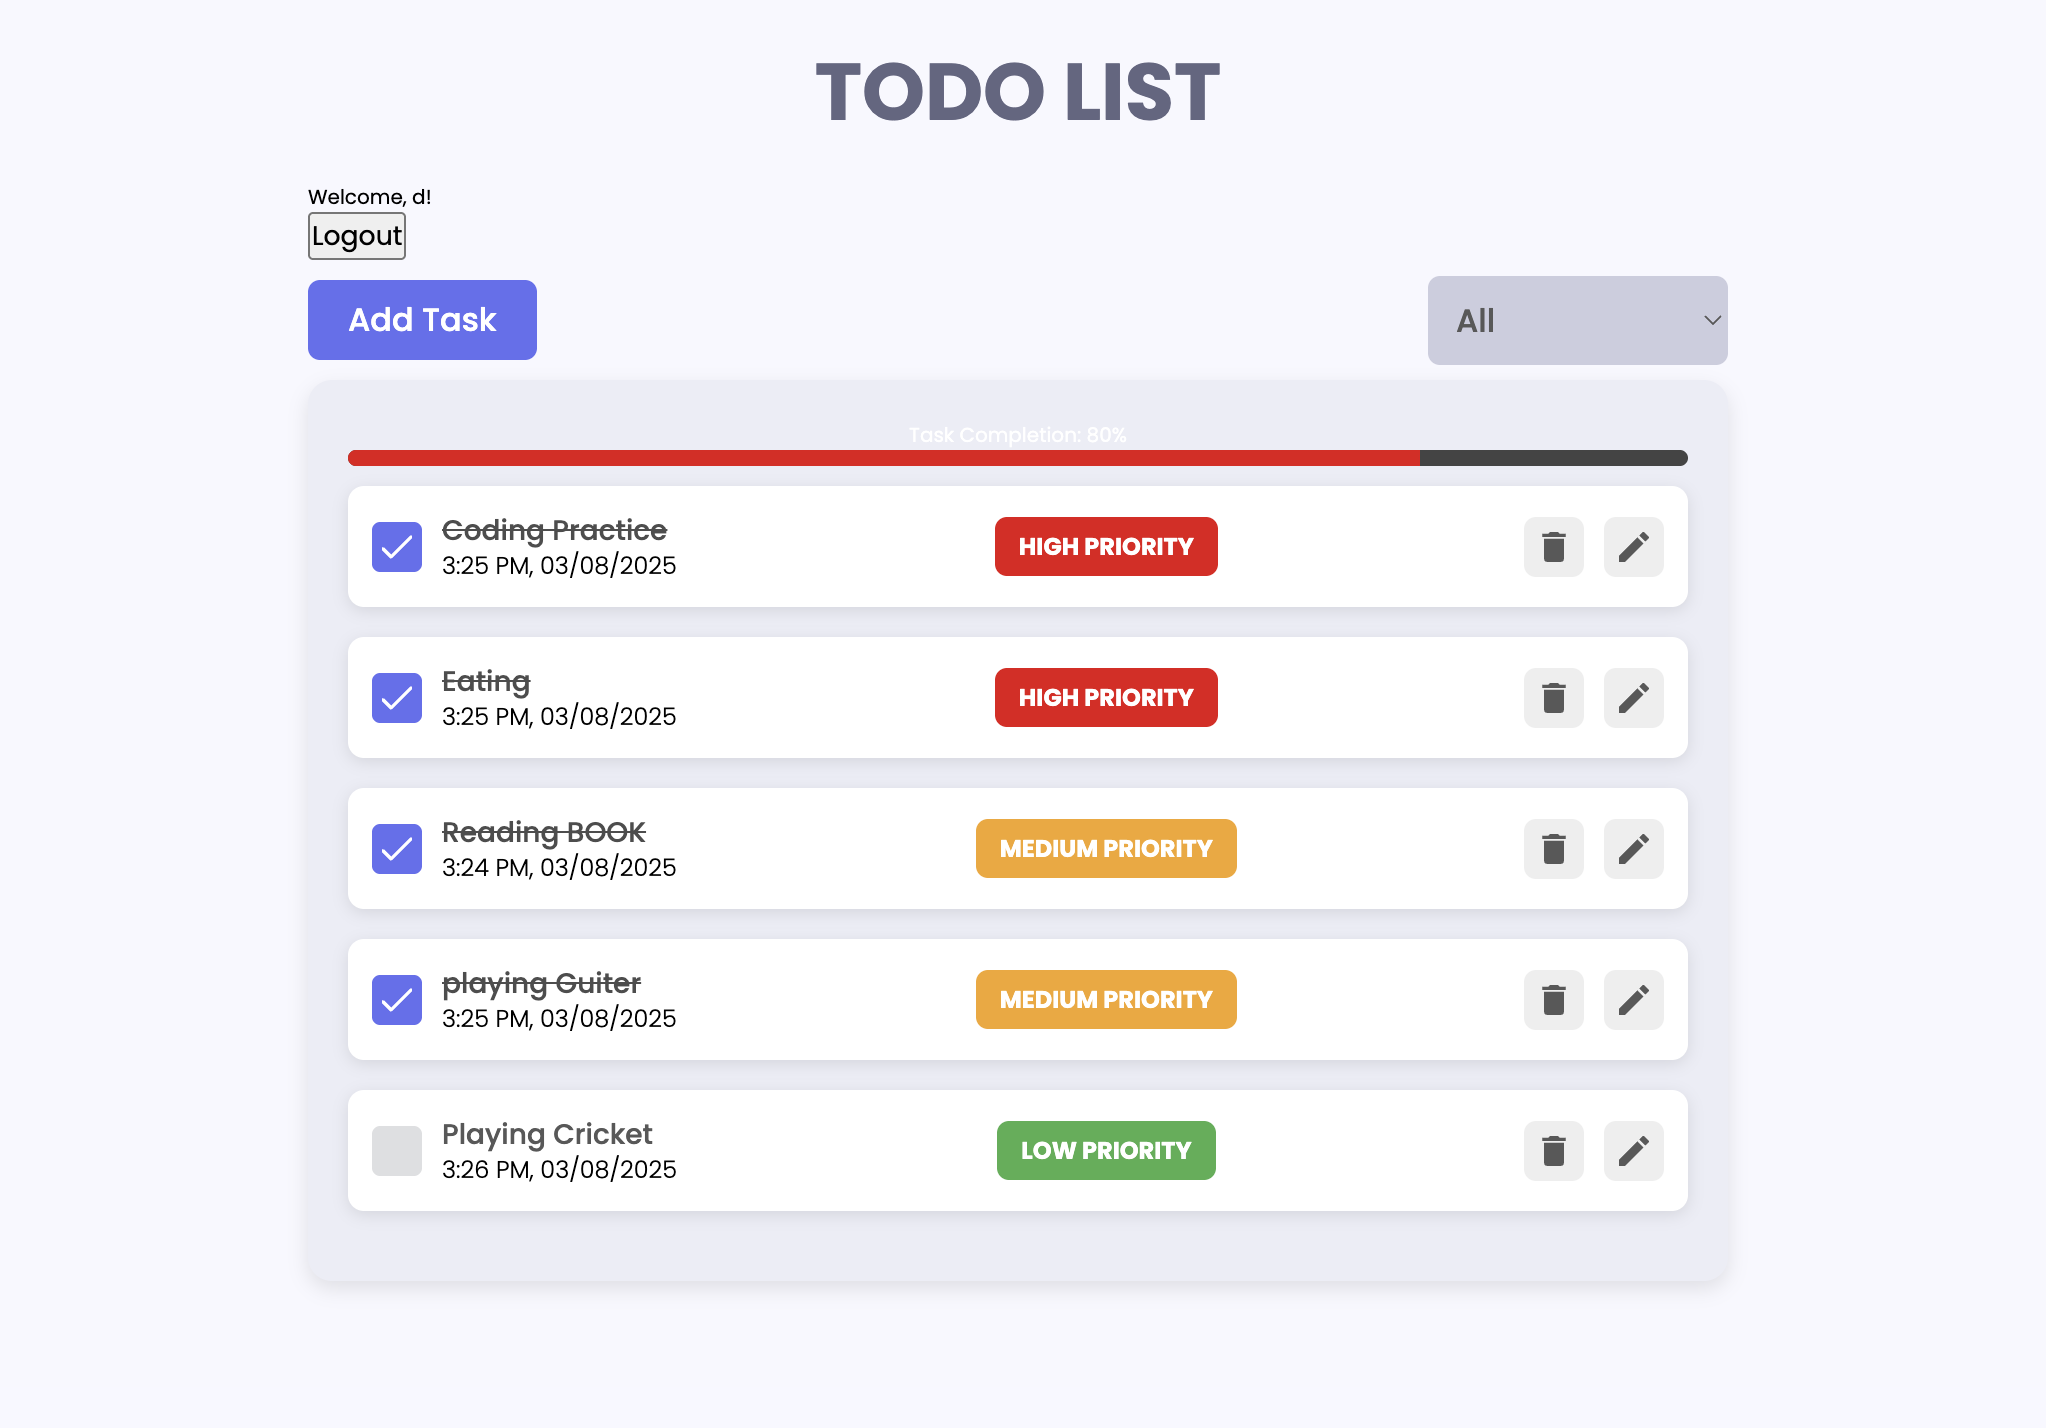 TODO LIST
Welcome, d!
Logout
Add Task
All
Task Completion: 80%
Coding Practice
3:25 PM, 03/08/2025
HIGH PRIORITY
Eating
3:25 PM, 03/08/2025
HIGH PRIORITY
Reading BOOK
3:24 PM, 03/08/2025
MEDIUM PRIORITY
playing Guiter
3:25 PM, 03/08/2025
MEDIUM PRIORITY
Playing Cricket
3:26 PM, 03/08/2025
LOW PRIORITY